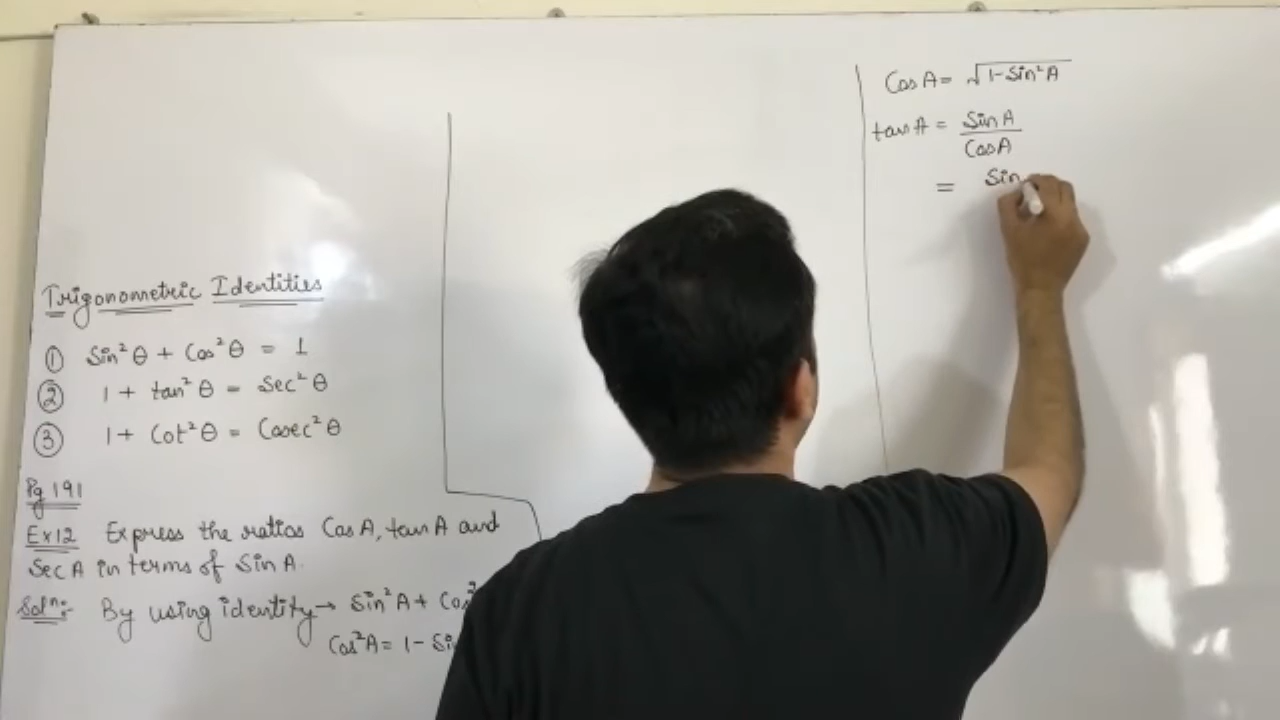 Trigonometric Identities
① Sin²θ + Cos²θ = 1
② 1 + tan²θ = Sec²θ
③ 1 + Cot²θ = Cosec²θ
Pg 191
Ex12 Express the ratios Cos A, tan A and
Sec A in terms of Sin A.
Solⁿ:- By using identity → Sin²A + Cos²
Cos²A = 1 - Si
Cos A = √1-Sin²A
tan A = Sin A
Cos A
= Sin